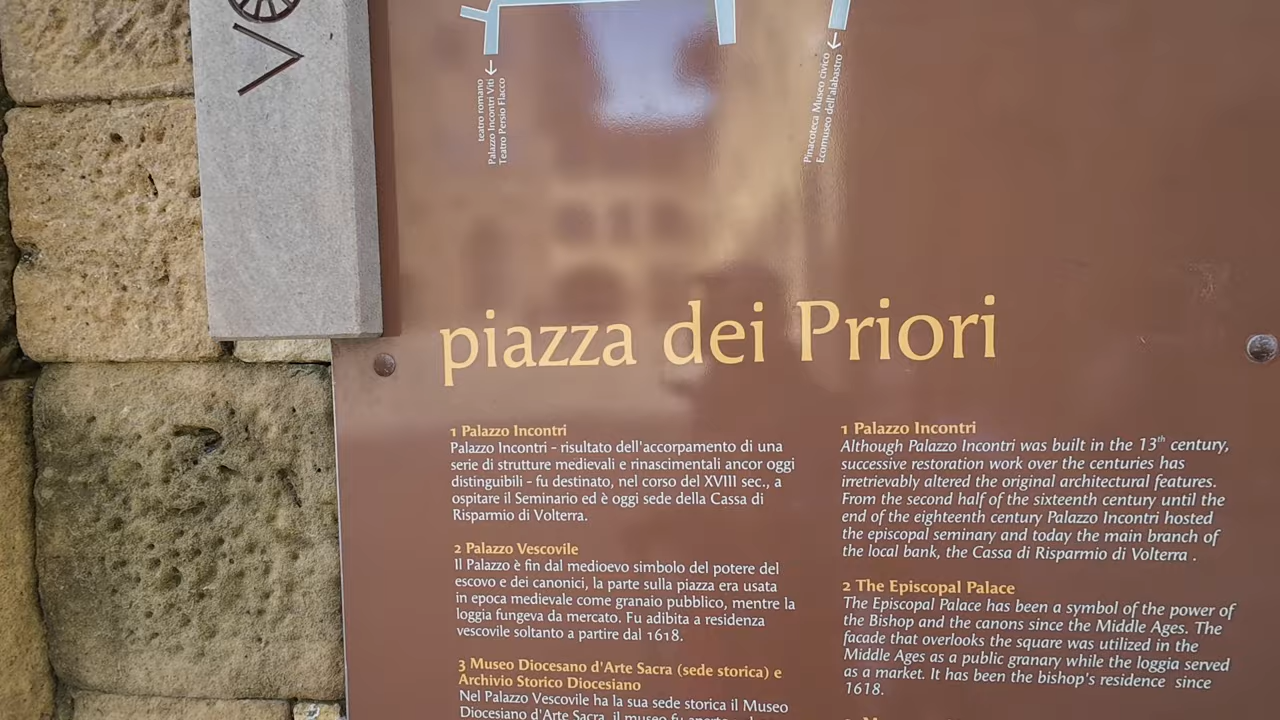 VO
teatro romano
Palazzo Incontri Viti
Teatro Persio Flacco
Pinacoteca Museo civico
Ecomuseo dell'alabastro
piazza dei Priori
1 Palazzo Incontri
Palazzo Incontri - risultato dell'accorpamento di una
serie di strutture medievali e rinascimentali ancor oggi
distinguibili - fu destinato, nel corso del XVIII sec., a
ospitare il Seminario ed è oggi sede della Cassa di
Risparmio di Volterra.
2 Palazzo Vescovile
Il Palazzo è fin dal medioevo simbolo del potere del
escovo e dei canonici, la parte sulla piazza era usata
in epoca medievale come granaio pubblico, mentre la
loggia fungeva da mercato. Fu adibita a residenza
vescovile soltanto a partire dal 1618.
3 Museo Diocesano d'Arte Sacra (sede storica) e
Archivio Storico Diocesiano
Nel Palazzo Vescovile ha la sua sede storica il Museo
Diocesano d'Arte Sacra, il museo fu aperto
1 Palazzo Incontri
Although Palazzo Incontri was built in the 13th century,
successive restoration work over the centuries has
irretrievably altered the original architectural features.
From the second half of the sixteenth century until the
end of the eighteenth century Palazzo Incontri hosted
the episcopal seminary and today the main branch of
the local bank, the Cassa di Risparmio di Volterra .
2 The Episcopal Palace
The Episcopal Palace has been a symbol of the power of
the Bishop and the canons since the Middle Ages. The
facade that overlooks the square was utilized in the
Middle Ages as a public granary while the loggia served
as a market. It has been the bishop's residence since
1618.